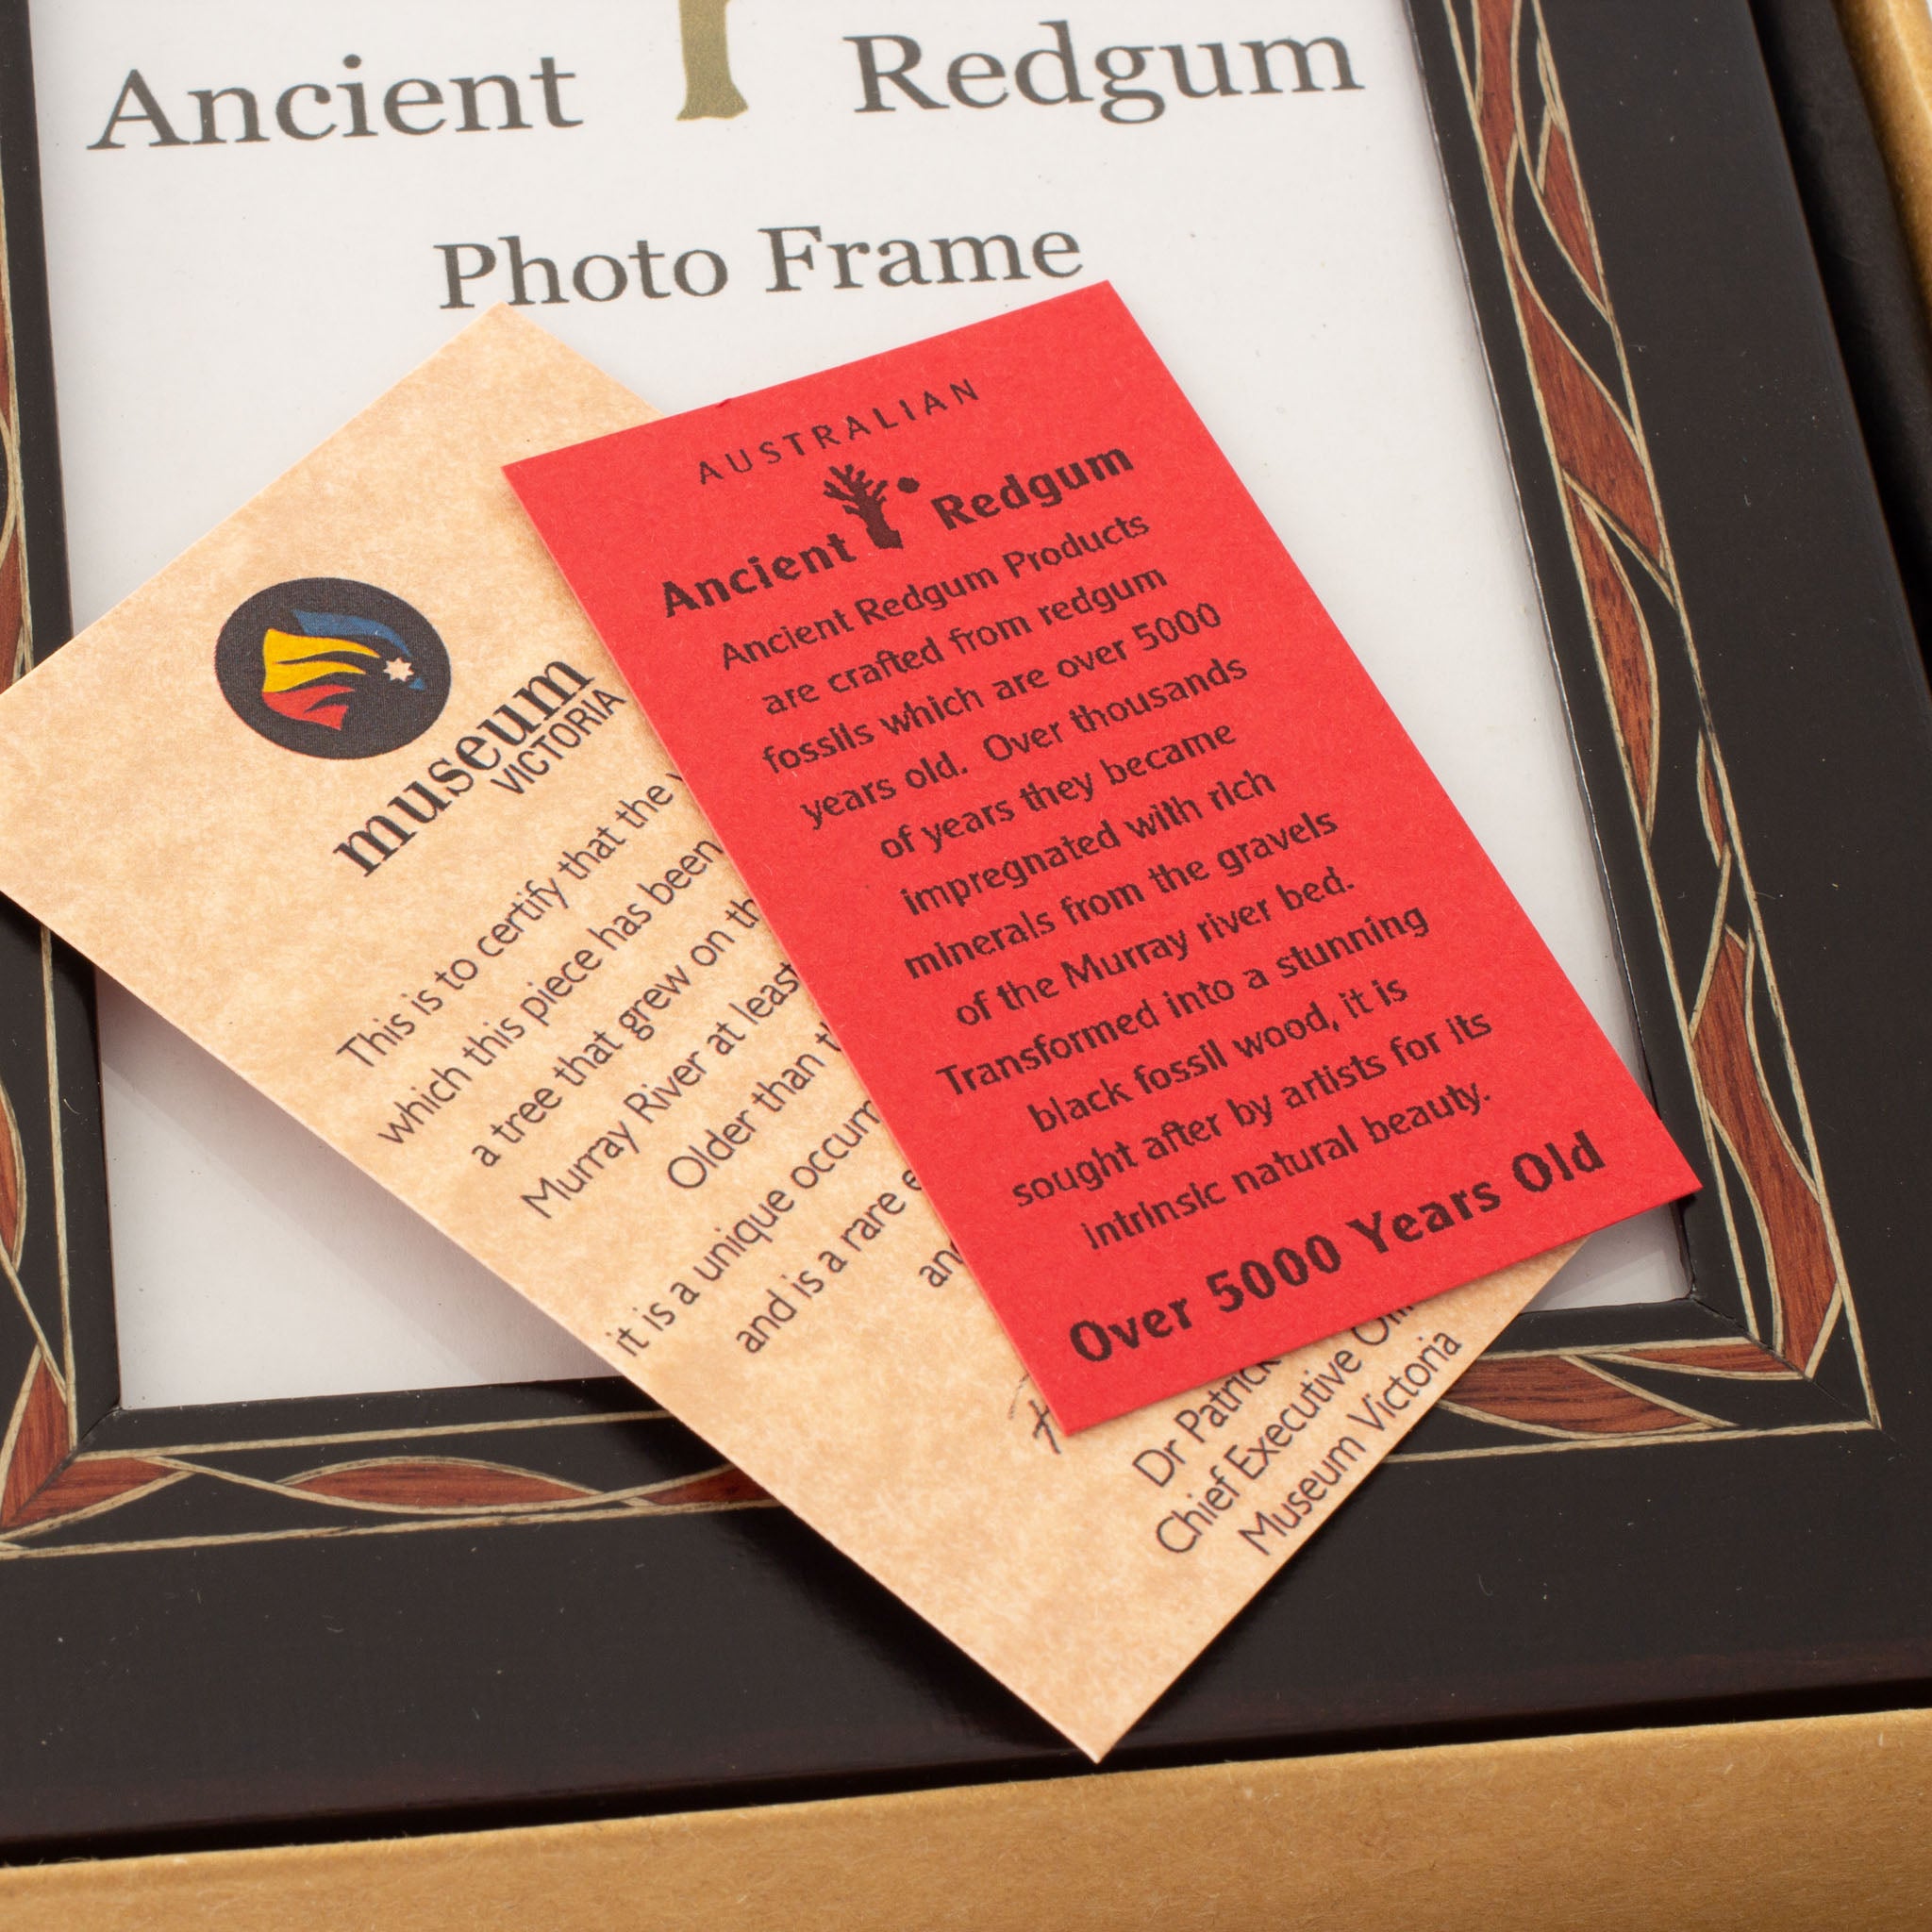 Ancient Redgum
Photo Frame
museum
VICTORIA
This is to certify that the
which this piece has been
a tree that grew on
Murray River at least
Older than
it is a unique
and is a rare
Dr Patrick
Chief Executive
Museum Victoria
AUSTRALIAN
Ancient Redgum
Ancient Redgum Products
are crafted from redgum
fossils which are over 5000
years old. Over thousands
of years they became
impregnated with rich
minerals from the gravels
of the Murray river bed.
Transformed into a stunning
black fossil wood, it is
sought after by artists for its
intrinsic natural beauty.
Over 5000 Years Old